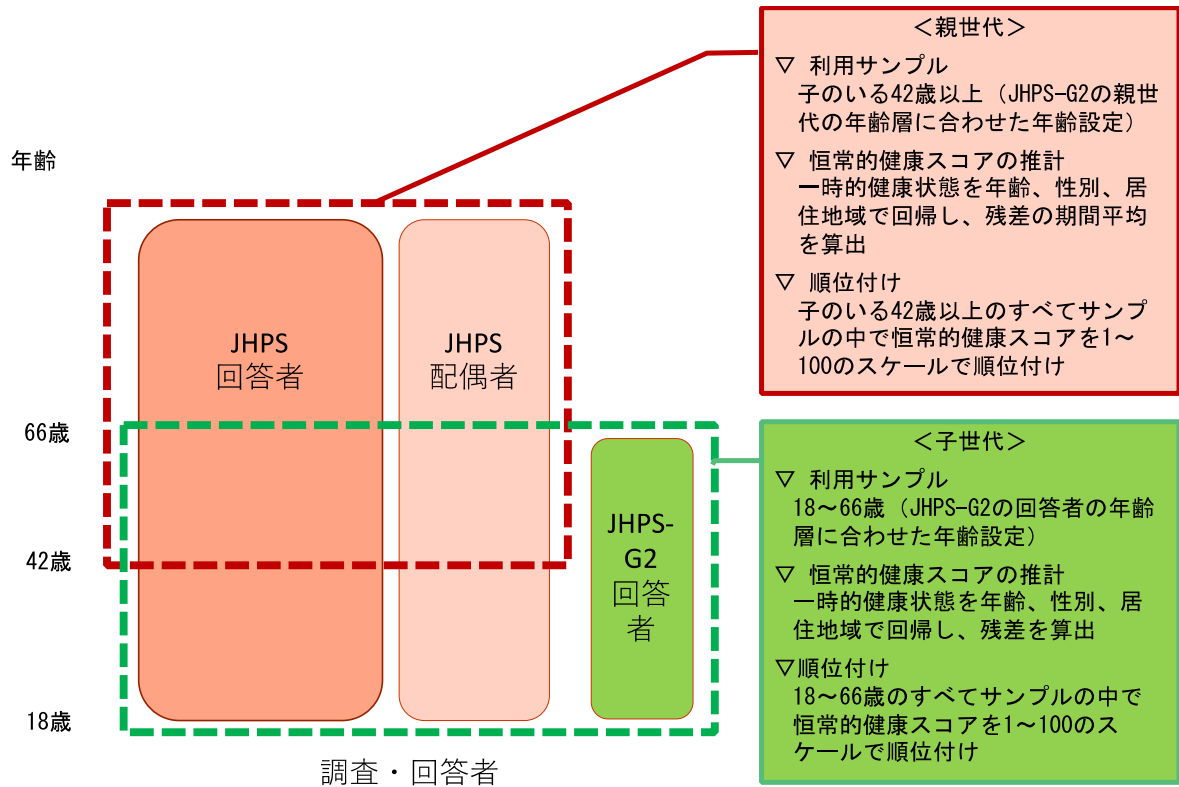 年齢
66歳
42歳
18歳
JHPS
回答者
JHPS
配偶者
JHPS-
G2
回答
者
調査・回答者
＜親世代＞
▽ 利用サンプル
子のいる42歳以上（JHPS-G2の親世
代の年齢層に合わせた年齢設定）
▽ 恒常的健康スコアの推計
一時的健康状態を年齢、性別、居
住地域で回帰し、残差の期間平均
を算出
▽ 順位付け
子のいる42歳以上のすべてサンプ
ルの中で恒常的健康スコアを1～
100のスケールで順位付け
＜子世代＞
▽ 利用サンプル
18～66歳（JHPS-G2の回答者の年齢
層に合わせた年齢設定）
▽ 恒常的健康スコアの推計
一時的健康状態を年齢、性別、居
住地域で回帰し、残差を算出
▽順位付け
18～66歳のすべてサンプルの中で
恒常的健康スコアを1～100のス
ケールで順位付け